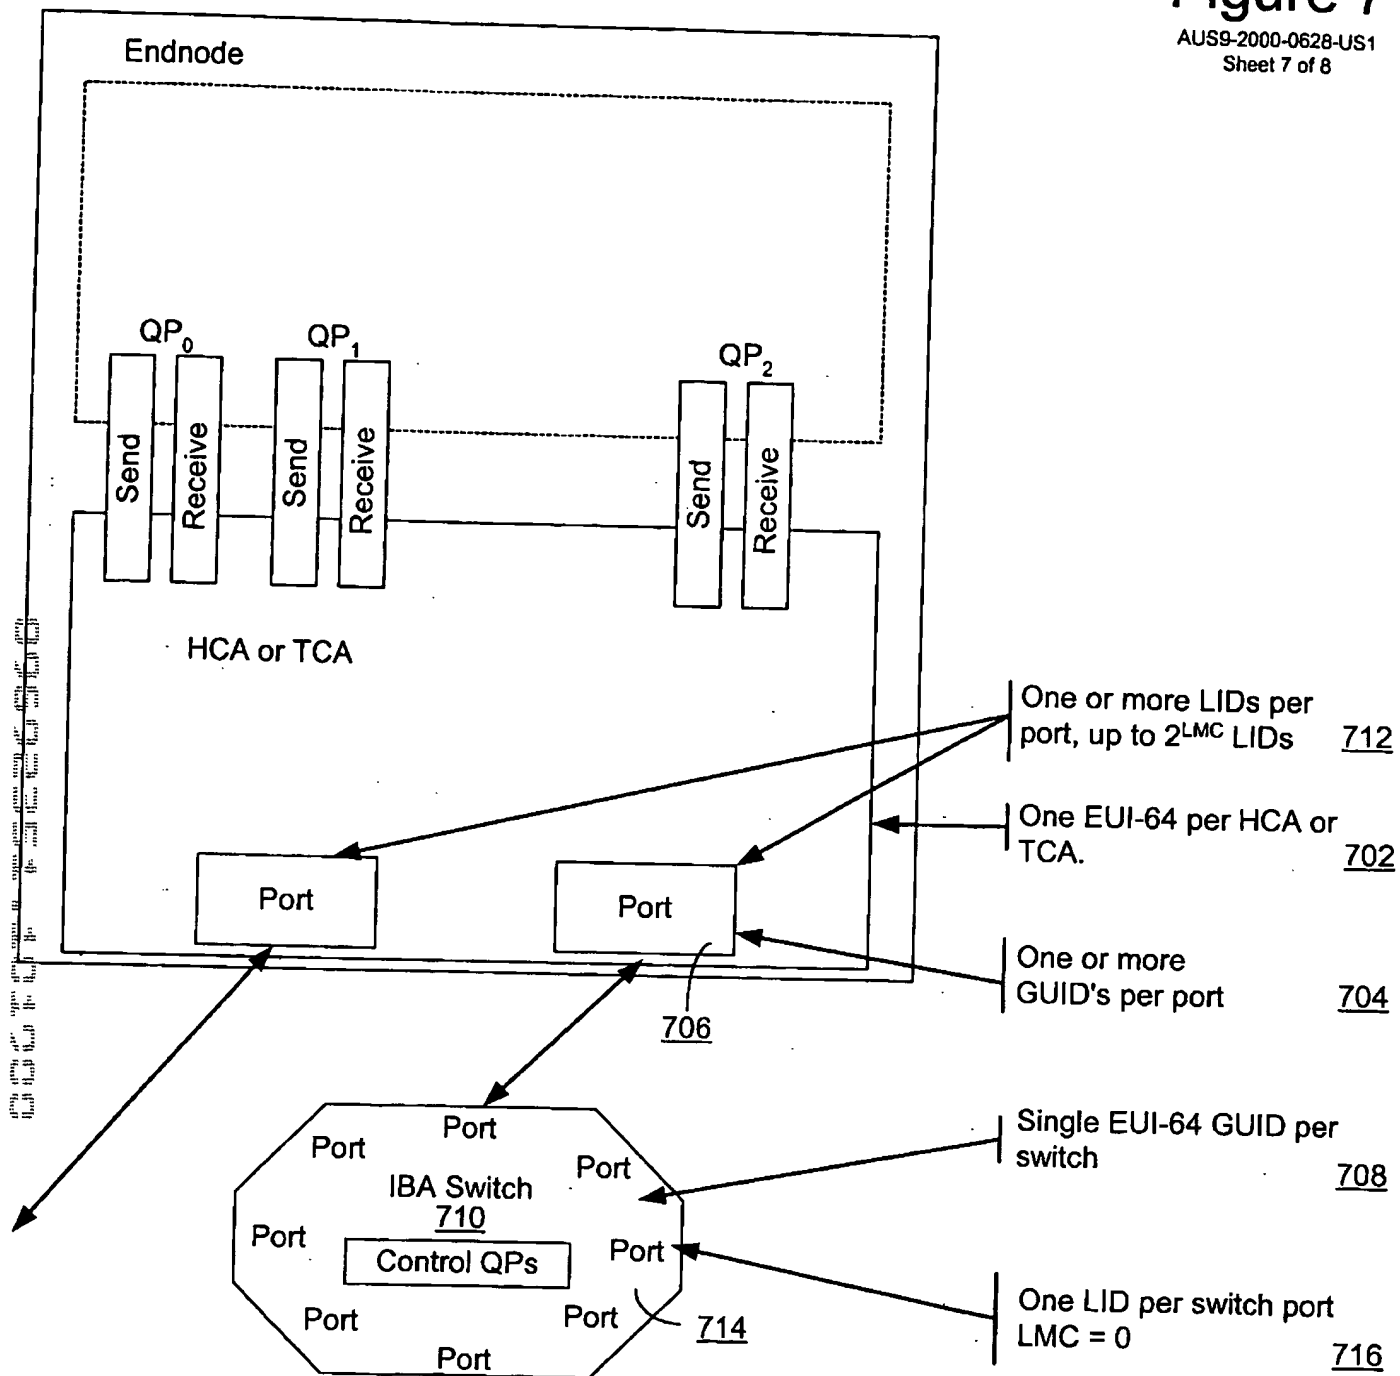 Figure 7
AUS9-2000-0628-US1
Sheet 7 of 8
Endnode
QP0
QP1
QP2
Send
Receive
Send
Receive
Send
Receive
HCA or TCA
One or more LIDs per
port, up to 2^LMC LIDs 712
One EUI-64 per HCA or
TCA. 702
Port
Port
One or more
GUID's per port 704
706
Single EUI-64 GUID per
switch 708
Port
Port
Port
IBA Switch
710
Port
Port
Control QPs
Port
Port
714
Port
One LID per switch port
LMC = 0 716